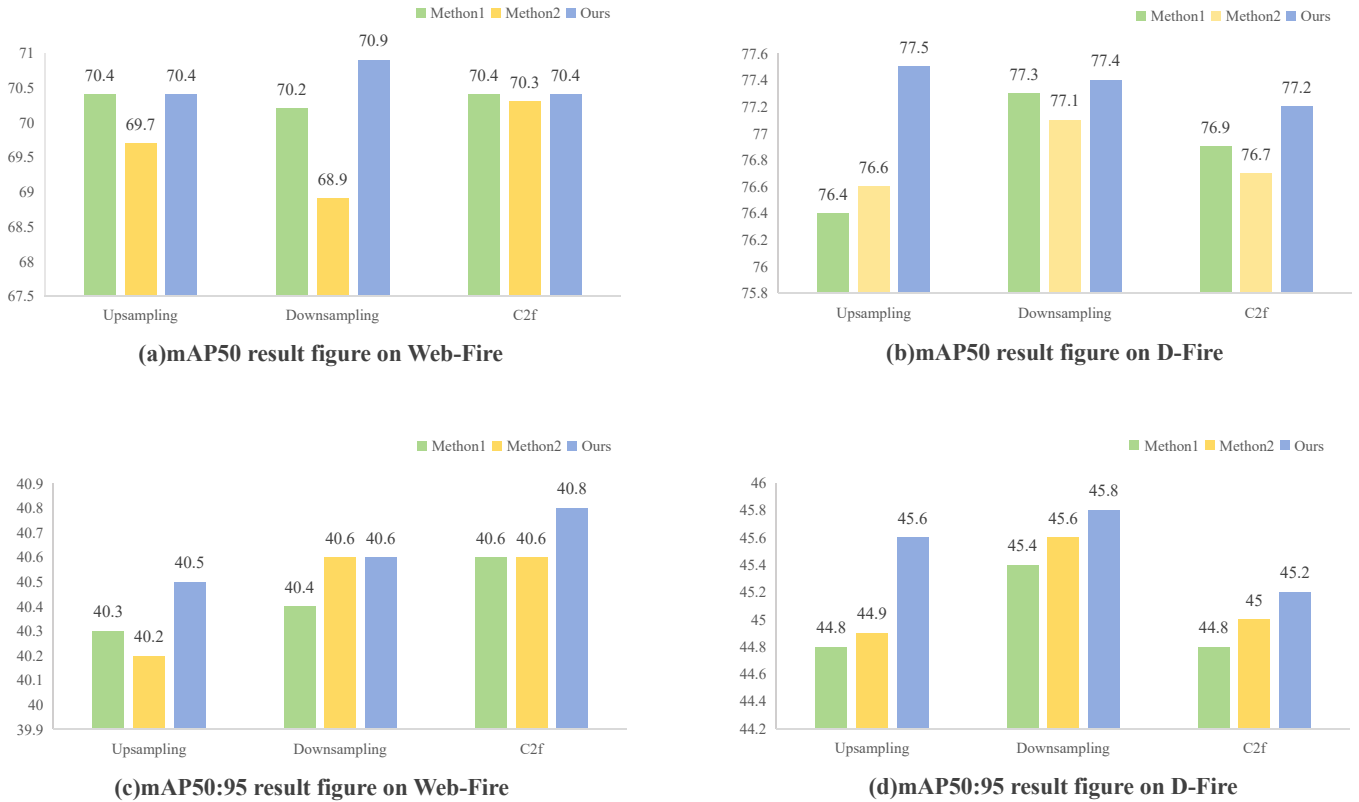 Methon1 Methon2 Ours
71
70.5
70
69.5
69
68.5
68
67.5
70.4 69.7 70.4
70.2 68.9 70.9
70.4 70.3 70.4
Upsampling Downsampling C2f
(a)mAP50 result figure on Web-Fire
Methon1 Methon2 Ours
77.6
77.4
77.2
77
76.8
76.6
76.4
76.2
76
75.8
76.4 76.6 77.5
77.3 77.1 77.4
76.9 76.7 77.2
Upsampling Downsampling C2f
(b)mAP50 result figure on D-Fire
Methon1 Methon2 Ours
40.9
40.8
40.7
40.6
40.5
40.4
40.3
40.2
40.1
40
39.9
40.3 40.2 40.5
40.4 40.6 40.6
40.6 40.6 40.8
Upsampling Downsampling C2f
(c)mAP50:95 result figure on Web-Fire
Methon1 Methon2 Ours
46
45.8
45.6
45.4
45.2
45
44.8
44.6
44.4
44.2
44.8 44.9 45.6
45.4 45.6 45.8
44.8 45 45.2
Upsampling Downsampling C2f
(d)mAP50:95 result figure on D-Fire